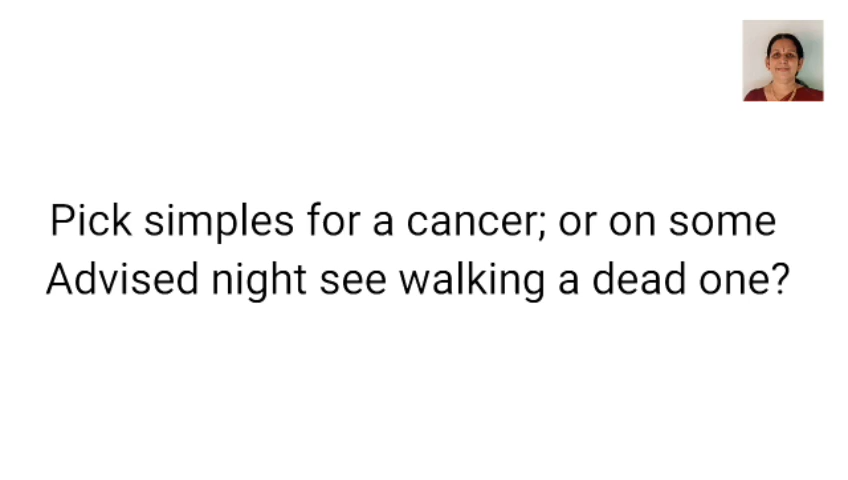 Pick simples for a cancer; or on some
Advised night see walking a dead one?